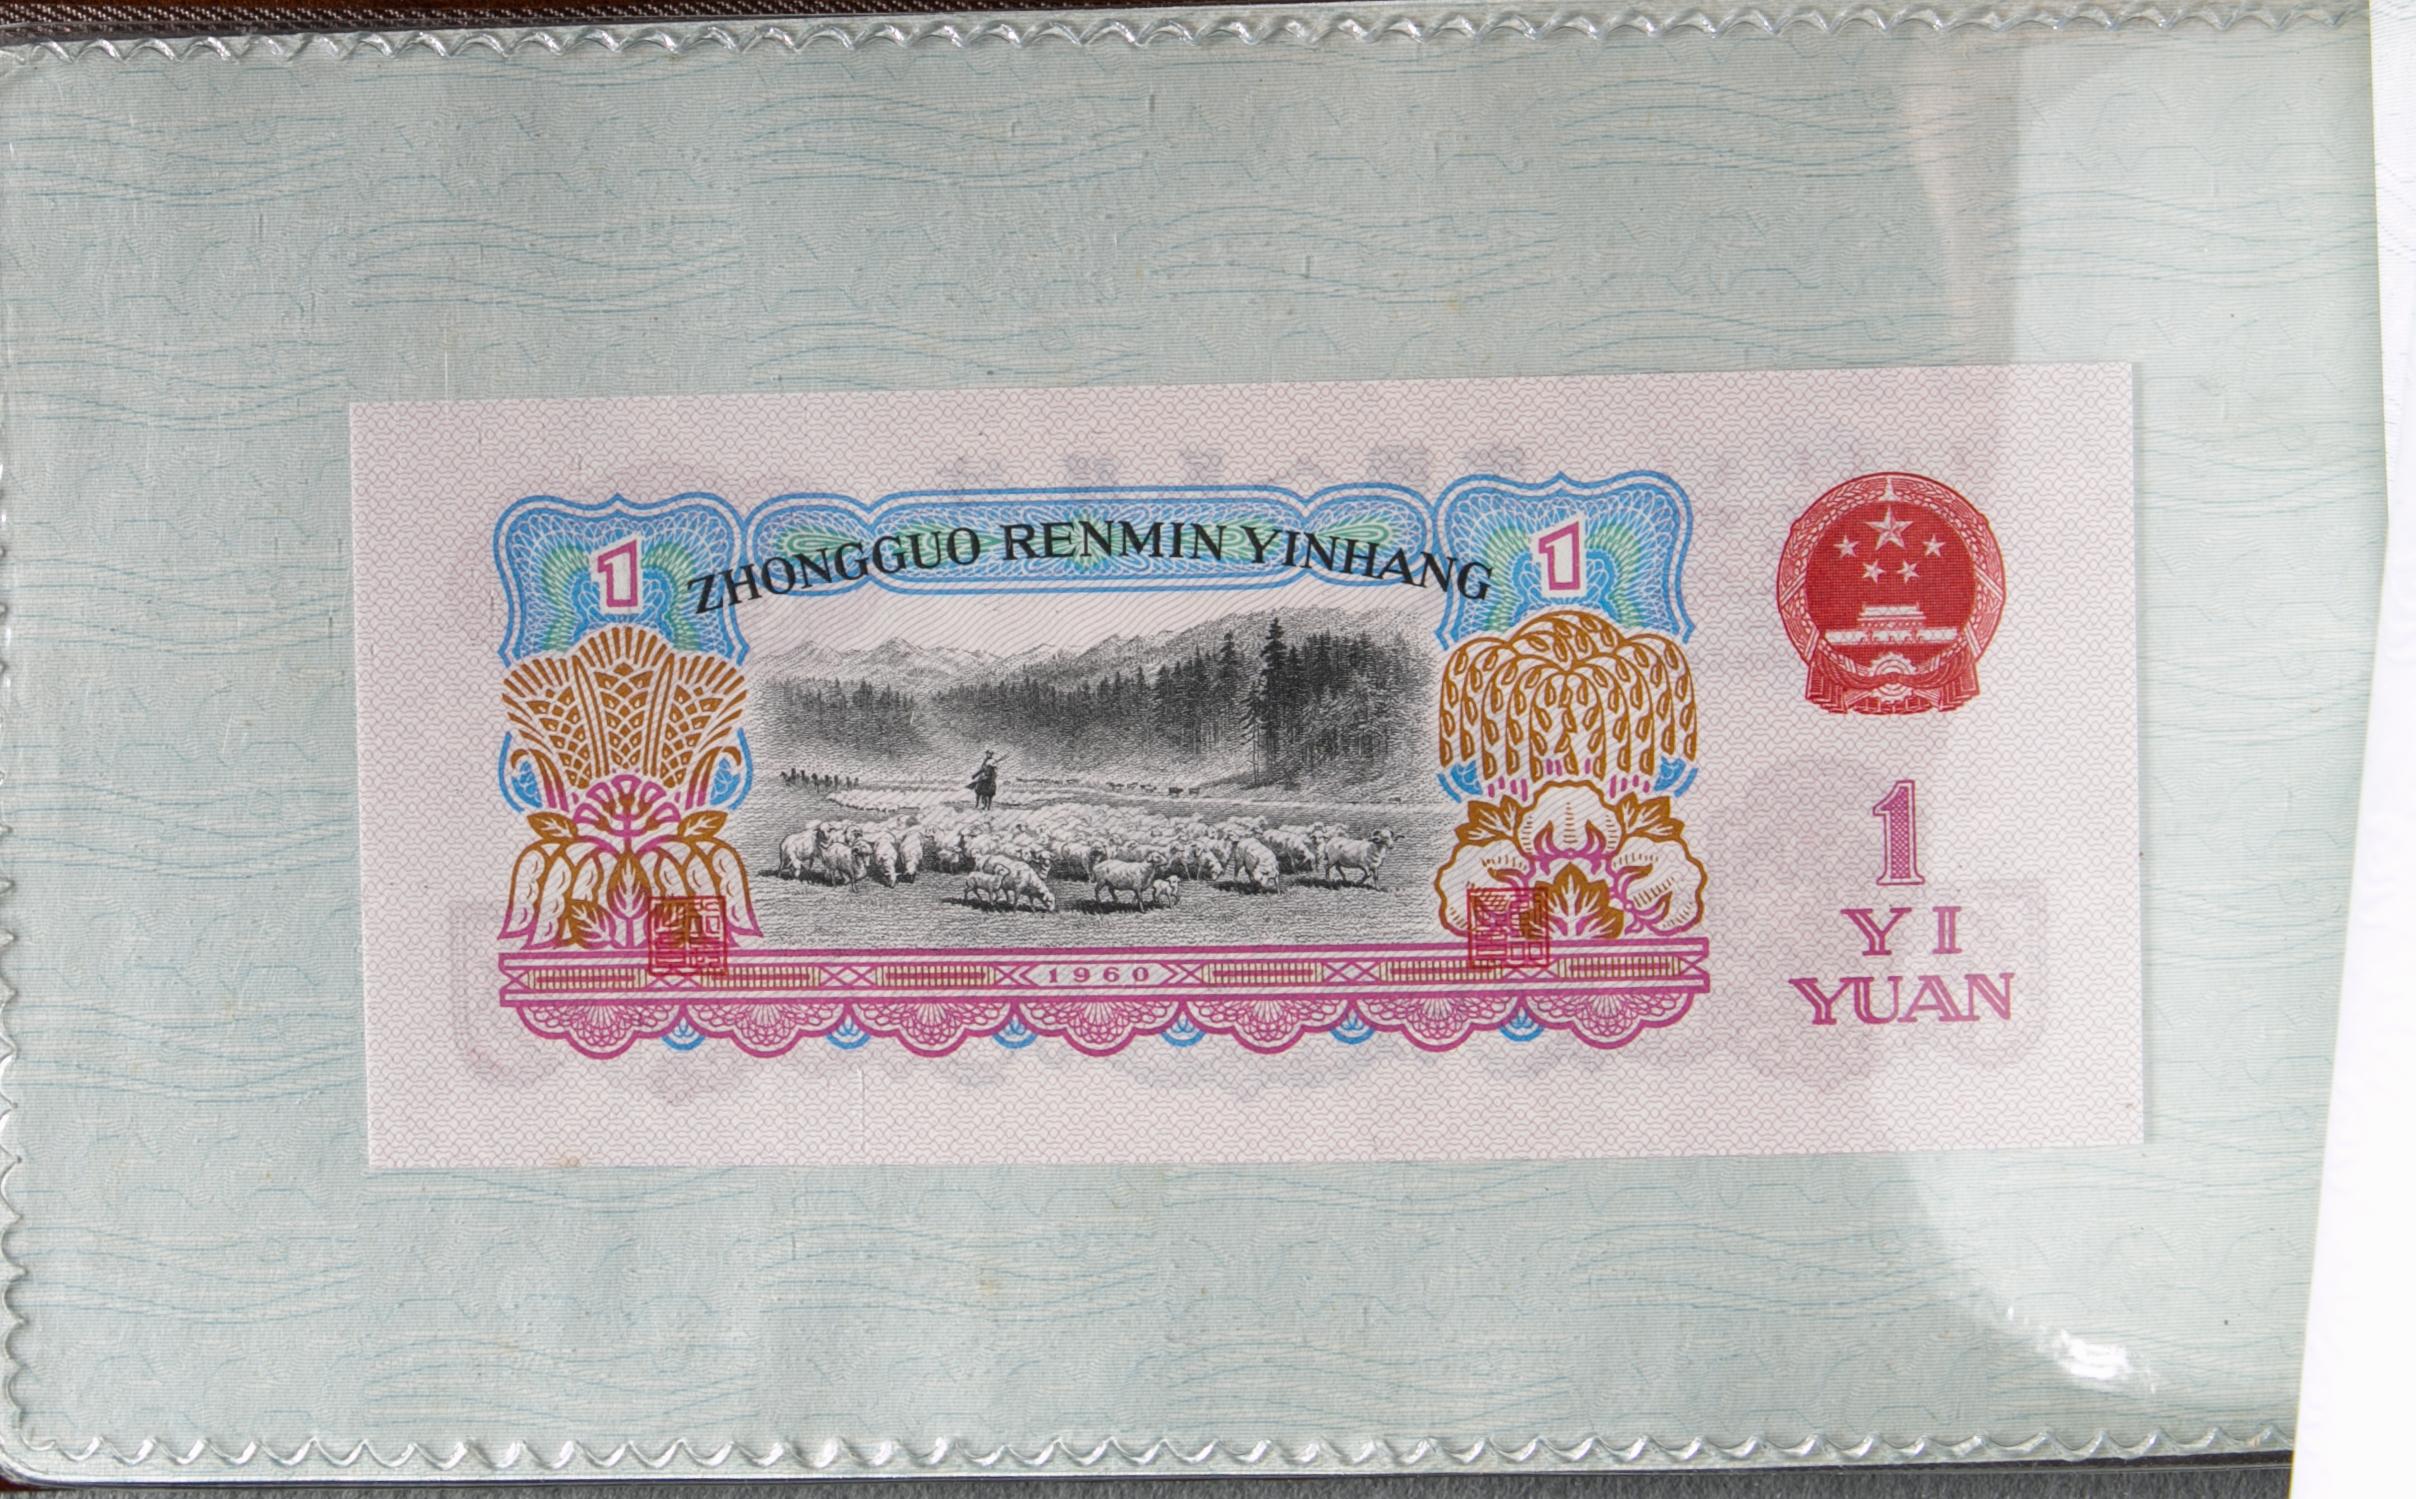 ZHONGGUO RENMIN YINHANG
1
1
1
YI
YUAN
1960